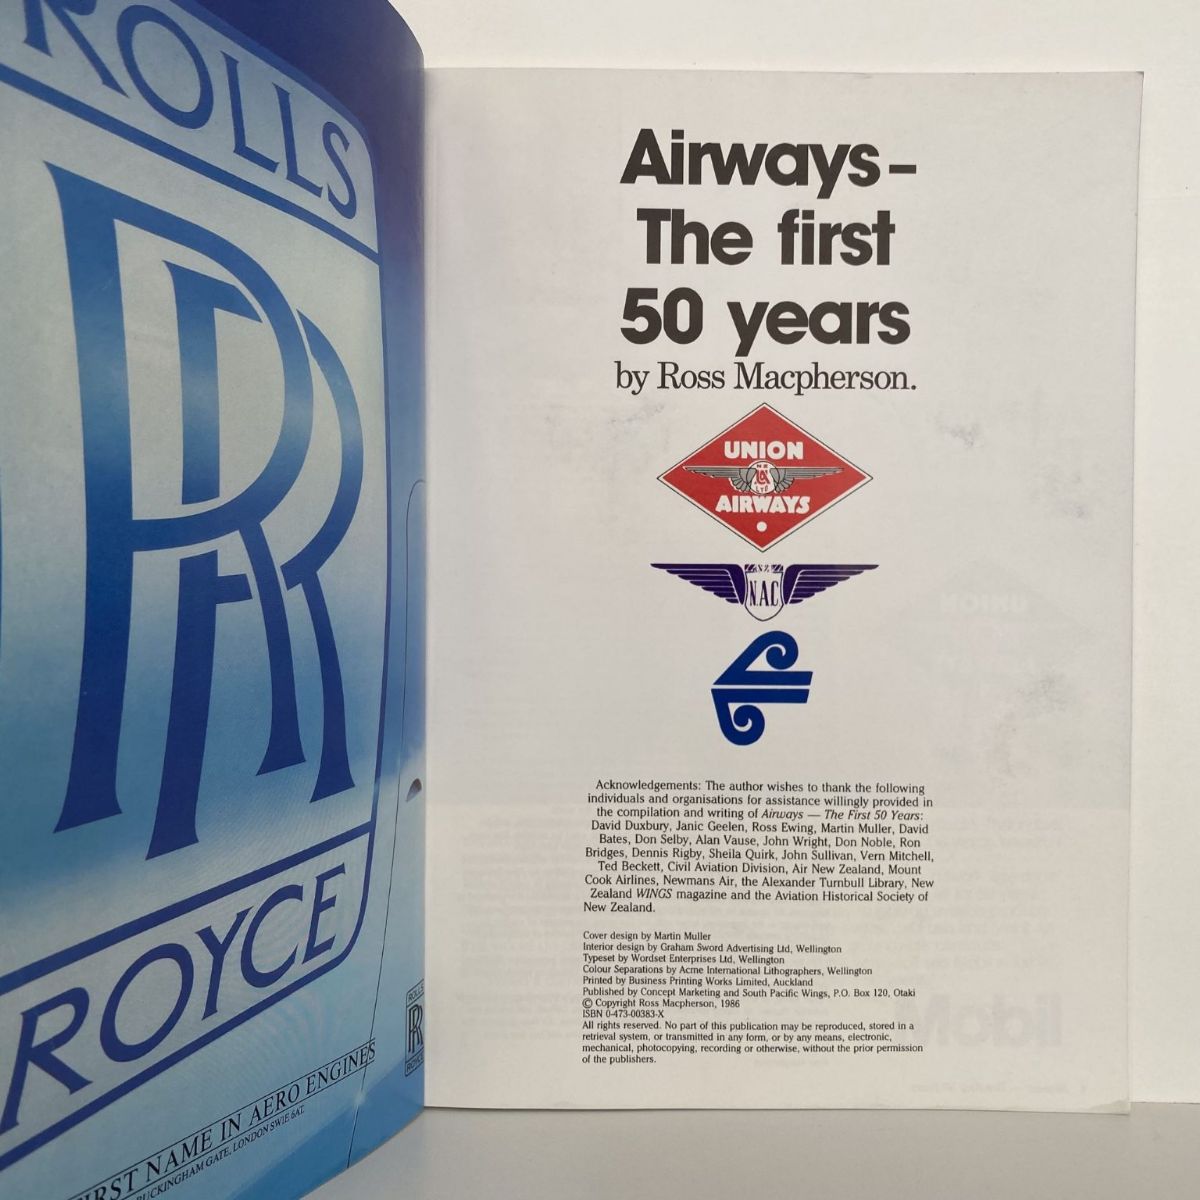 ROLLS
RR
ROYCE
FIRST NAME IN AERO ENGINES
BUCKINGHAM GATE, LONDON SW1E 6AT.
ROLLS
RR
ROYCE
Airways –
The first
50 years
by Ross Macpherson.
UNION
N.Z.
LTD
AIRWAYS
N.Z.
N.A.C
Acknowledgements: The author wishes to thank the following
individuals and organisations for assistance willingly provided in
the compilation and writing of Airways — The First 50 Years:
David Duxbury, Janic Geelen, Ross Ewing, Martin Muller, David
Bates, Don Selby, Alan Vause, John Wright, Don Noble, Ron
Bridges, Dennis Rigby, Sheila Quirk, John Sullivan, Vern Mitchell,
Ted Beckett, Civil Aviation Division, Air New Zealand, Mount
Cook Airlines, Newmans Air, the Alexander Turnbull Library, New
Zealand WINGS magazine and the Aviation Historical Society of
New Zealand.
Cover design by Martin Muller
Interior design by Graham Sword Advertising Ltd, Wellington
Typeset by Wordset Enterprises Ltd, Wellington
Colour Separations by Acme International Lithographers, Wellington
Printed by Business Printing Works Limited, Auckland
Published by Concept Marketing and South Pacific Wings, P.O. Box 120, Otaki
© Copyright Ross Macpherson, 1986
ISBN 0-473-00383-X
All rights reserved. No part of this publication may be reproduced, stored in a
retrieval system, or transmitted in any form, or by any means, electronic,
mechanical, photocopying, recording or otherwise, without the prior permission
of the publishers.